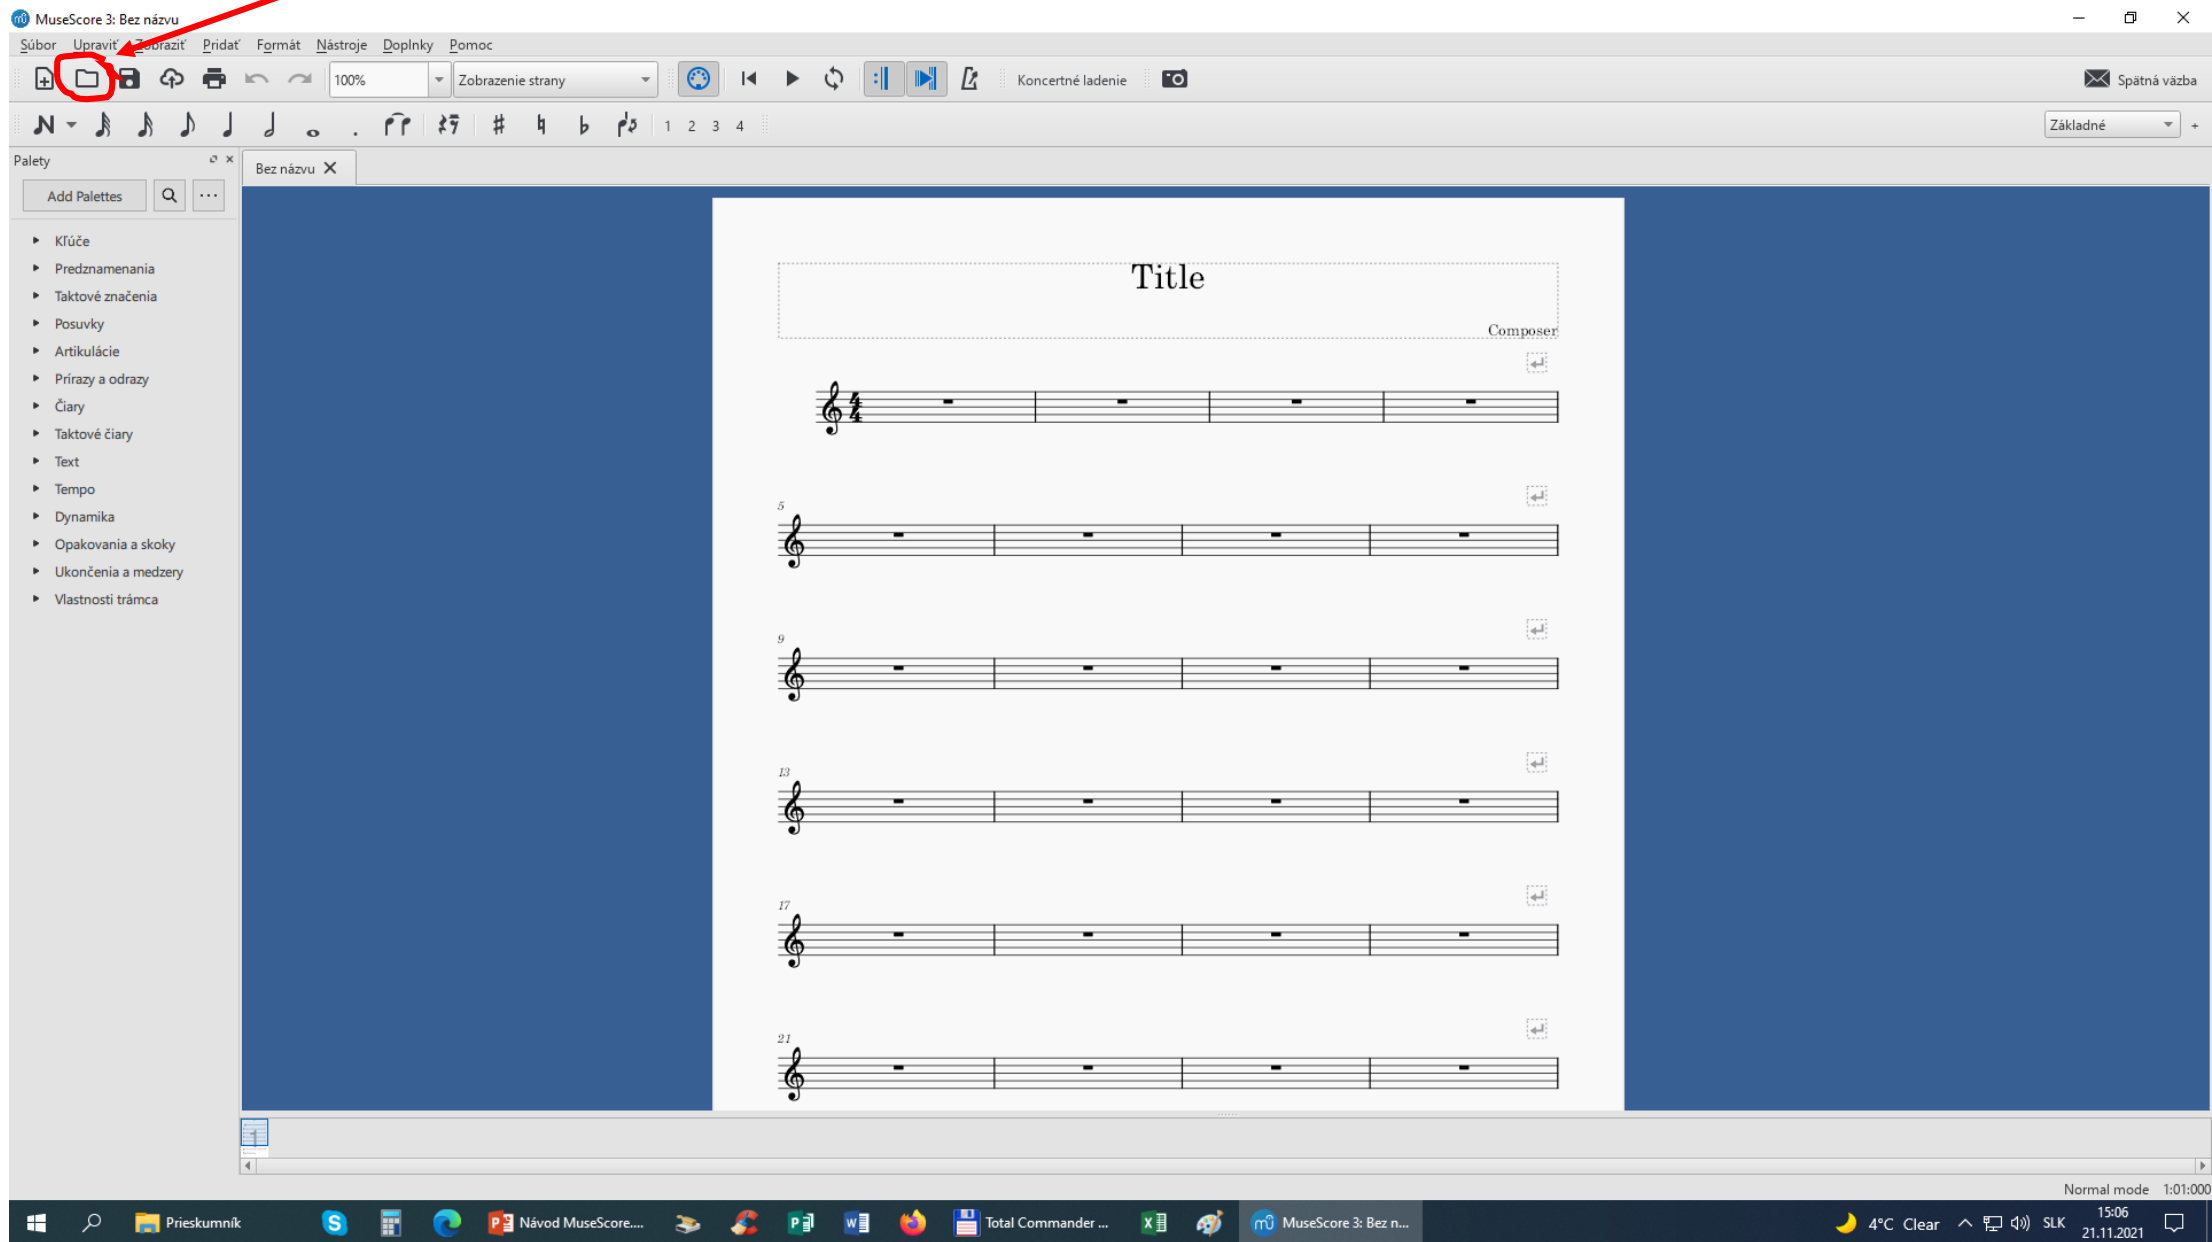 MuseScore 3: Bez názvu
Súbor Upraviť Zobraziť Pridať Formát Nástroje Doplnky Pomoc
100% Zobrazenie strany Koncertné ladenie Spätná väzba
1 2 3 4 Základné +
Palety
Bez názvu
Add Palettes
Kľúče
Predznamenania
Taktové značenia
Posuvky
Artikulácie
Prírazy a odrazy
Čiary
Taktové čiary
Text
Tempo
Dynamika
Opakovania a skoky
Ukončenia a medzery
Vlastnosti trámca
Title
Composer
4
4
5
9
13
17
21
1
Normal mode 1:01:000
Prieskumník
Návod MuseScore....
Total Commander ...
MuseScore 3: Bez n...
4°C Clear
SLK
15:06
21.11.2021